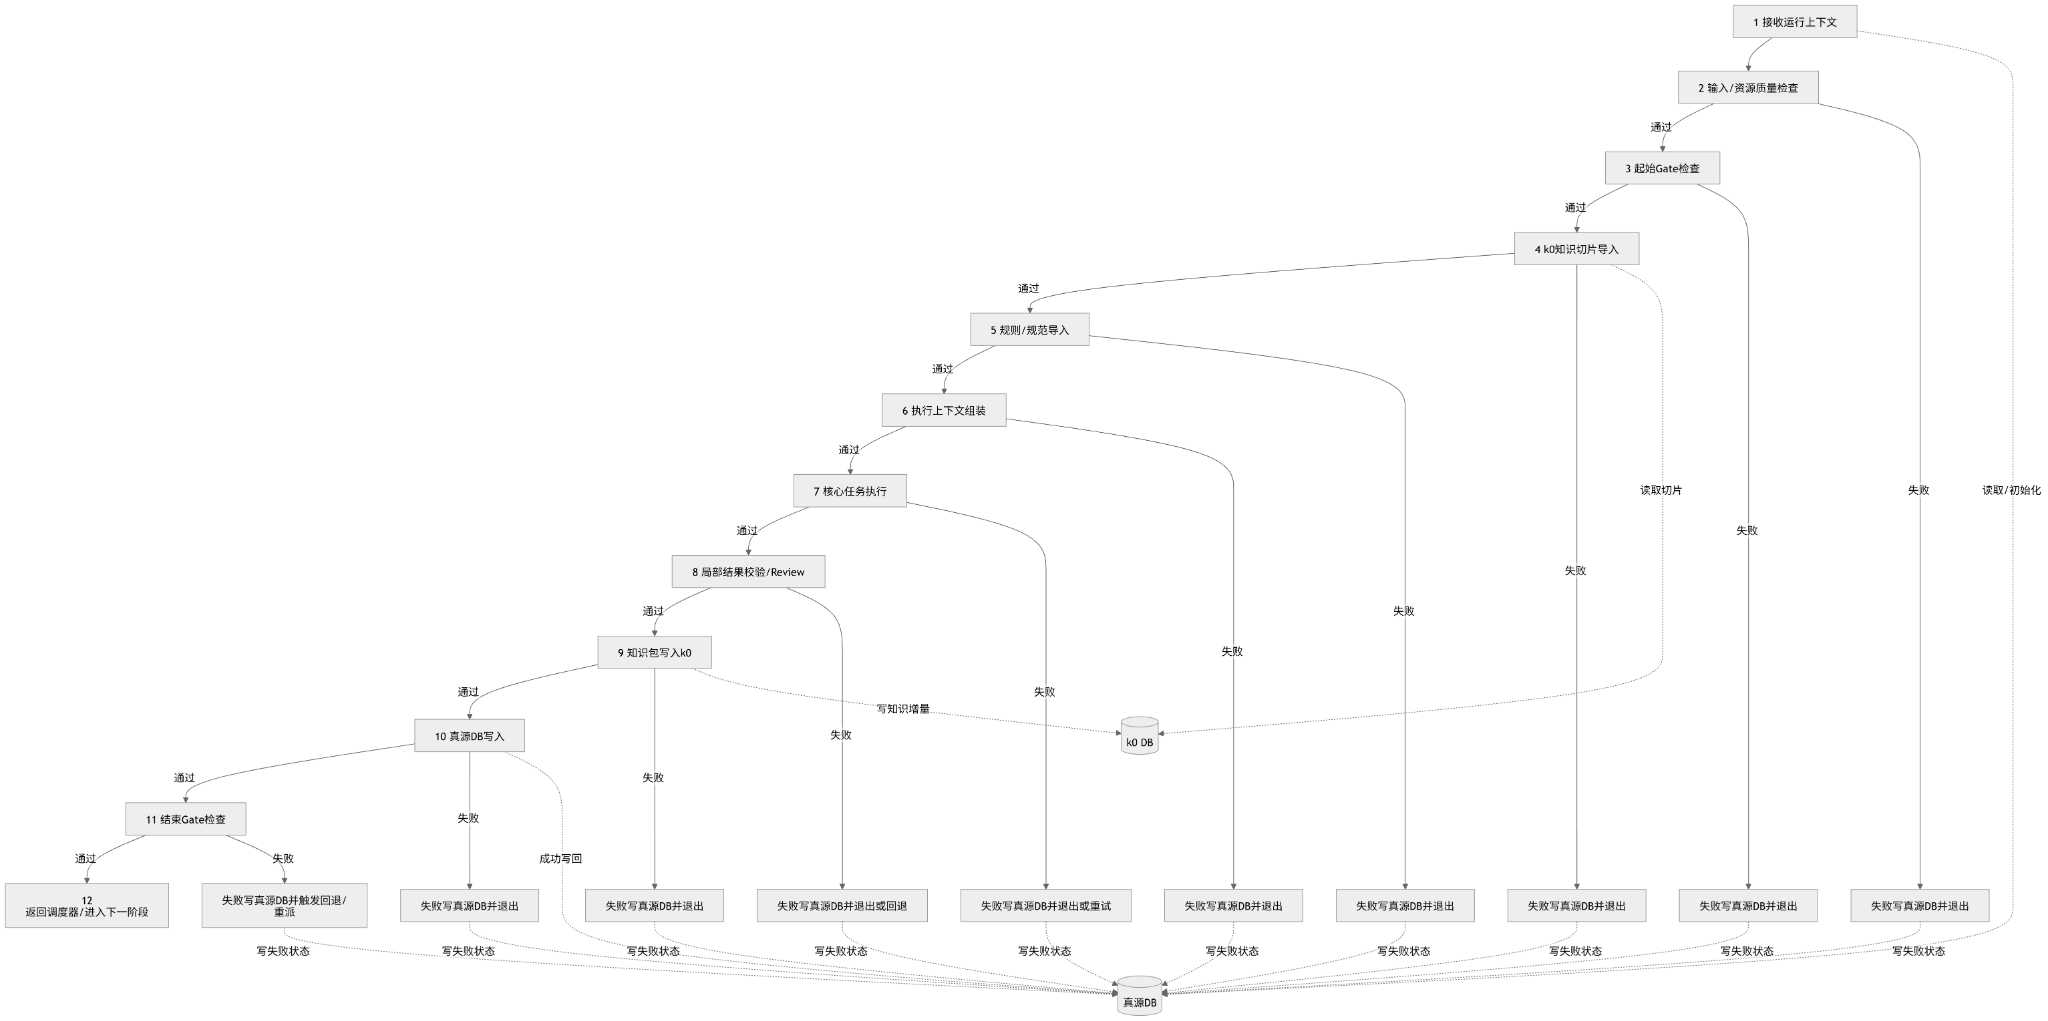 1 接收运行上下文
2 输入/资源质量检查
通过
3 起始Gate检查
通过
4 k0知识切片导入
通过
5 规则/规范导入
通过
6 执行上下文组装
通过
7 核心任务执行
读取切片
失败
读取/初始化
通过
失败
8 局部结果校验/Review
失败
通过
失败
9 知识包写入k0
失败
通过
失败
写知识增量
10 真源DB写入
失败
k0 DB
通过
失败
11 结束Gate检查
失败
通过
失败
成功写回
12
返回调度器/进入下一阶段
失败写真源DB并触发回退/
重派
失败写真源DB并退出
失败写真源DB并退出
失败写真源DB并退出或回退
失败写真源DB并退出或重试
失败写真源DB并退出
失败写真源DB并退出
失败写真源DB并退出
失败写真源DB并退出
失败写真源DB并退出
写失败状态
写失败状态
写失败状态
写失败状态
写失败状态
写失败状态
写失败状态
写失败状态
写失败状态
写失败状态
真源DB